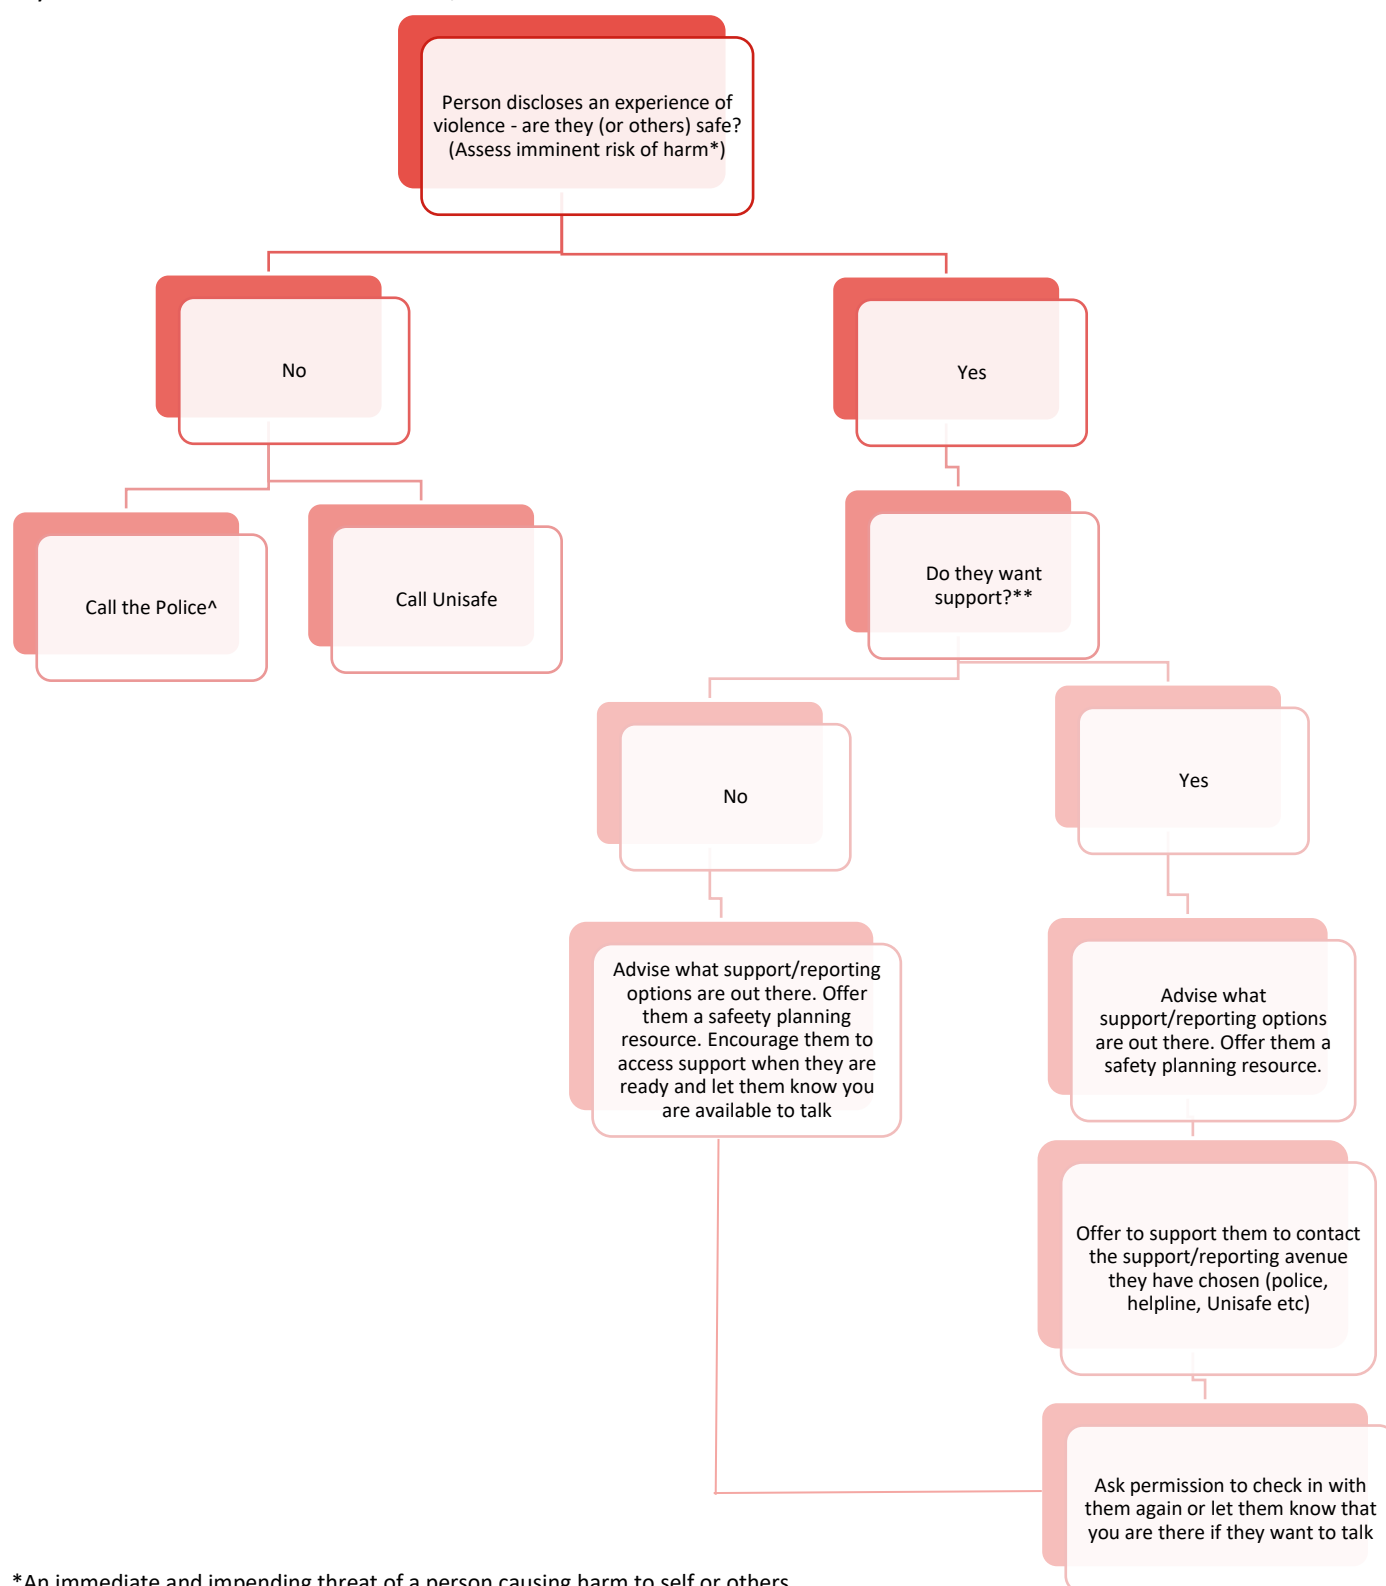 Person discloses an experience of
violence - are they (or others) safe?
(Assess imminent risk of harm*)
No
Yes
Call the Police^
Call Unisafe
Do they want
support?**
No
Yes
Advise what support/reporting
options are out there. Offer
them a safeety planning
resource. Encourage them to
access support when they are
ready and let them know you
are available to talk
Advise what
support/reporting options
are out there. Offer them a
safety planning resource.
Offer to support them to contact
the support/reporting avenue
they have chosen (police,
helpline, Unisafe etc)
Ask permission to check in with
them again or let them know that
you are there if they want to talk
*An immediate and impending threat of a person causing harm to self or others